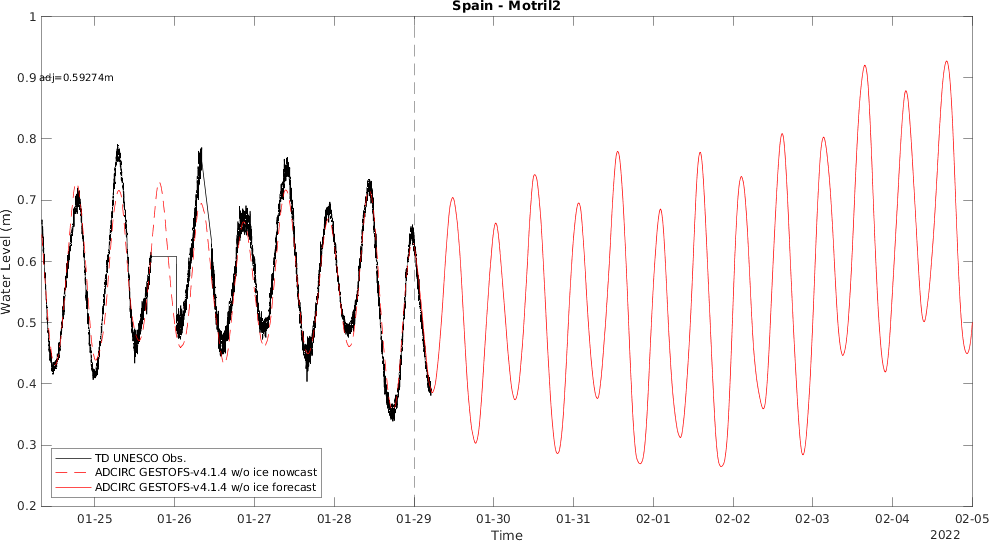 Spain - Motril2
1
0.9
0.8
0.7
0.6
0.5
0.4
0.3
0.2
Water Level (m)
adj=0.59274m
TD UNESCO Obs.
ADCIRC GESTOFS-v4.1.4 w/o ice nowcast
ADCIRC GESTOFS-v4.1.4 w/o ice forecast
01-25 01-26 01-27 01-28 01-29 01-30 01-31 02-01 02-02 02-03 02-04 02-05
Time
2022